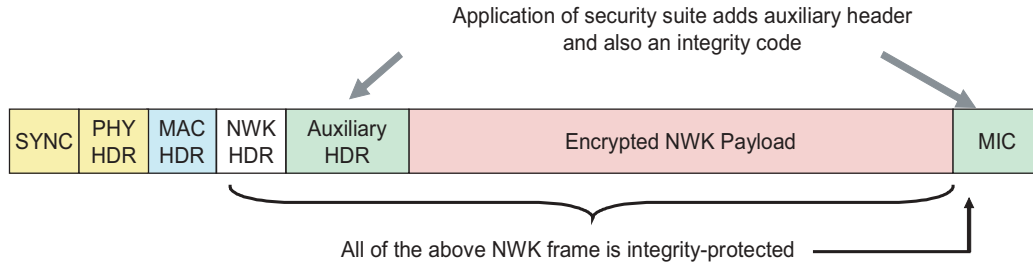 Application of security suite adds auxiliary header
and also an integrity code
SYNC
PHY
HDR
MAC
HDR
NWK
HDR
Auxiliary
HDR
Encrypted NWK Payload
MIC
All of the above NWK frame is integrity-protected